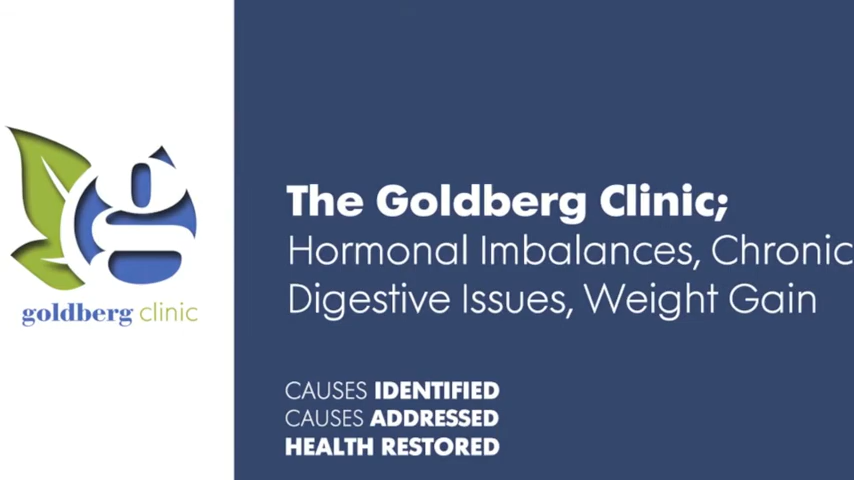 g
goldberg clinic
The Goldberg Clinic;
Hormonal Imbalances, Chronic
Digestive Issues, Weight Gain
CAUSES IDENTIFIED
CAUSES ADDRESSED
HEALTH RESTORED